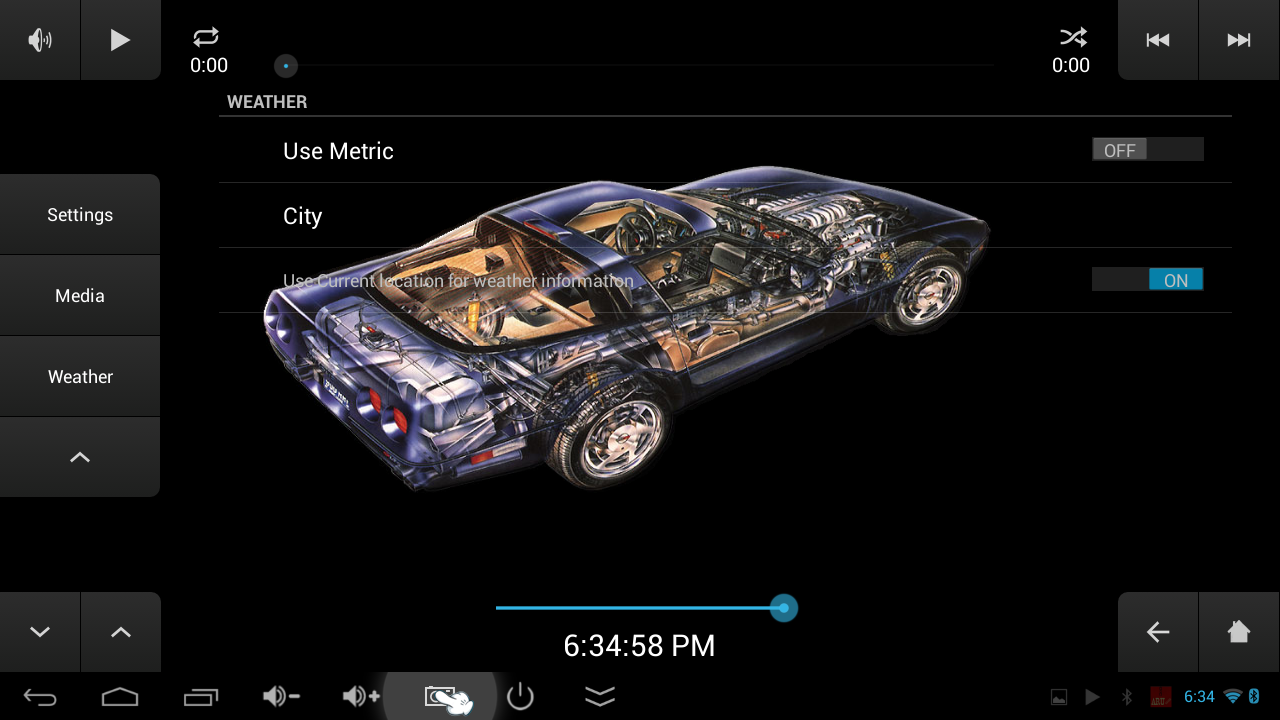 0:00
0:00
WEATHER
Use Metric
OFF
City
Settings
Use Current location for weather information
ON
Media
Weather
6:34:58 PM
6:34